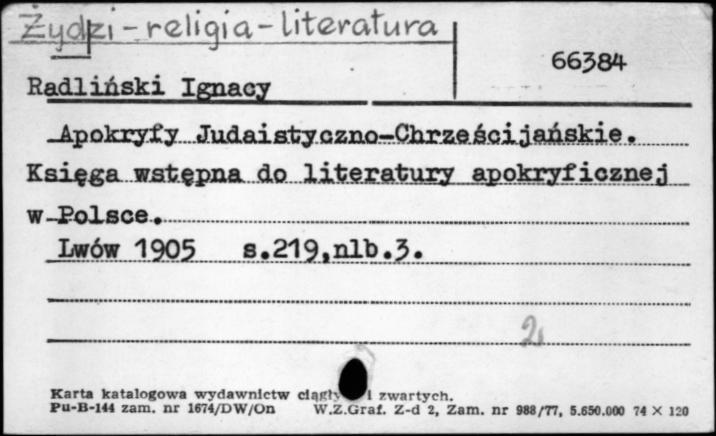 Żydzi - religia - literatura
66384
Radliński Ignacy
Apokryfy Judaistyczno-Chrześcijańskie.
Księga wstępna do literatury apokryficznej
w Polsce.
Lwów 1905 s.219,nlb.3.
2
Karta katalogowa wydawnictw ciągły i zwartych.
Pu-B-144 zam. nr 1674/DW/On W.Z.Graf. Z-d 2, Zam. nr 988/77, 5.650.000 74 × 120